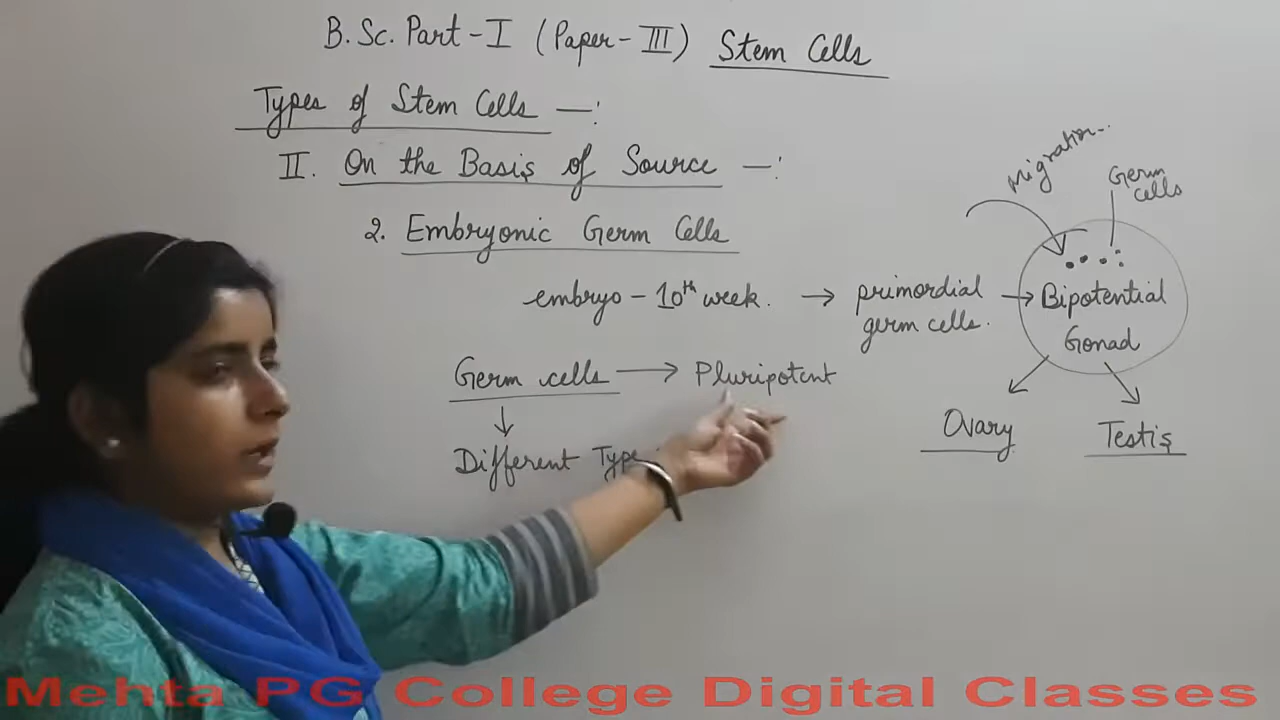 B.Sc. Part-I (Paper-III) Stem Cells
Types of Stem Cells —:
II. On the Basis of Source —:
2. Embryonic Germ Cells
embryo - 10th week. → primordial germ cells. → Bipotential Gonad
Migration..
Germ cells
Germ cells → Pluripotent
↓
Different Type
Ovary
Testis
Mehta PG College Digital Classes